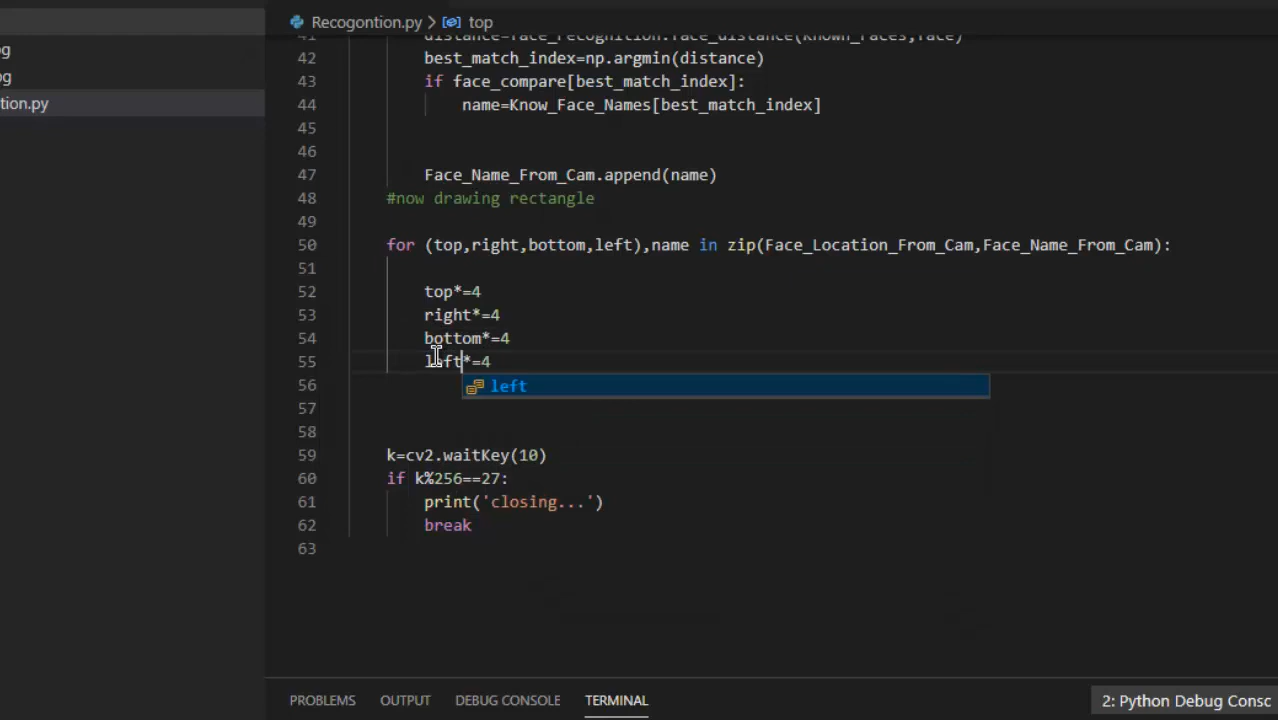 Recogontion.py > top
g
og
tion.py
41 distance=face_recognition.face_distance(Known_Faces,face)
42 best_match_index=np.argmin(distance)
43 if face_compare[best_match_index]:
44 name=Know_Face_Names[best_match_index]
45
46
47 Face_Name_From_Cam.append(name)
48 #now drawing rectangle
49
50 for (top,right,bottom,left),name in zip(Face_Location_From_Cam,Face_Name_From_Cam):
51
52 top*=4
53 right*=4
54 bottom*=4
55 left*=4
56 left
57
58
59 k=cv2.waitKey(10)
60 if k%256==27:
61 print('closing...')
62 break
63
PROBLEMS OUTPUT DEBUG CONSOLE TERMINAL 2: Python Debug Consc